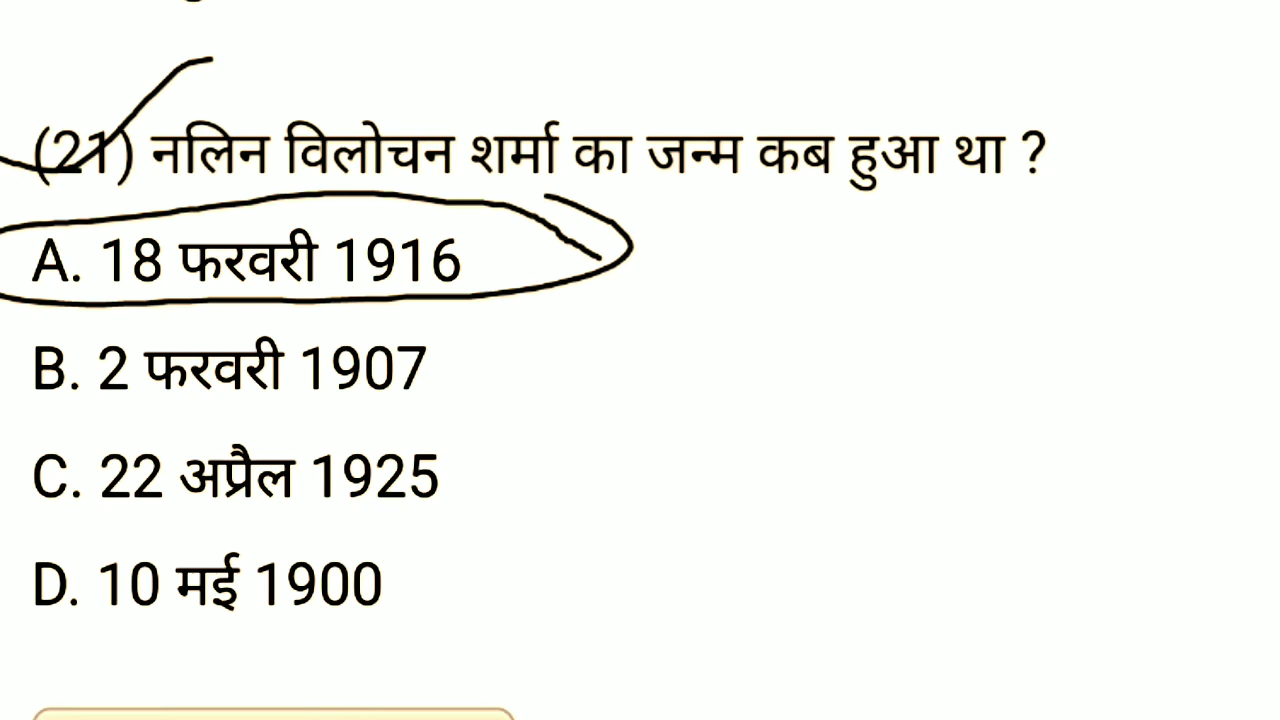 (21) नलिन विलोचन शर्मा का जन्म कब हुआ था ?
A. 18 फरवरी 1916
B. 2 फरवरी 1907
C. 22 अप्रैल 1925
D. 10 मई 1900